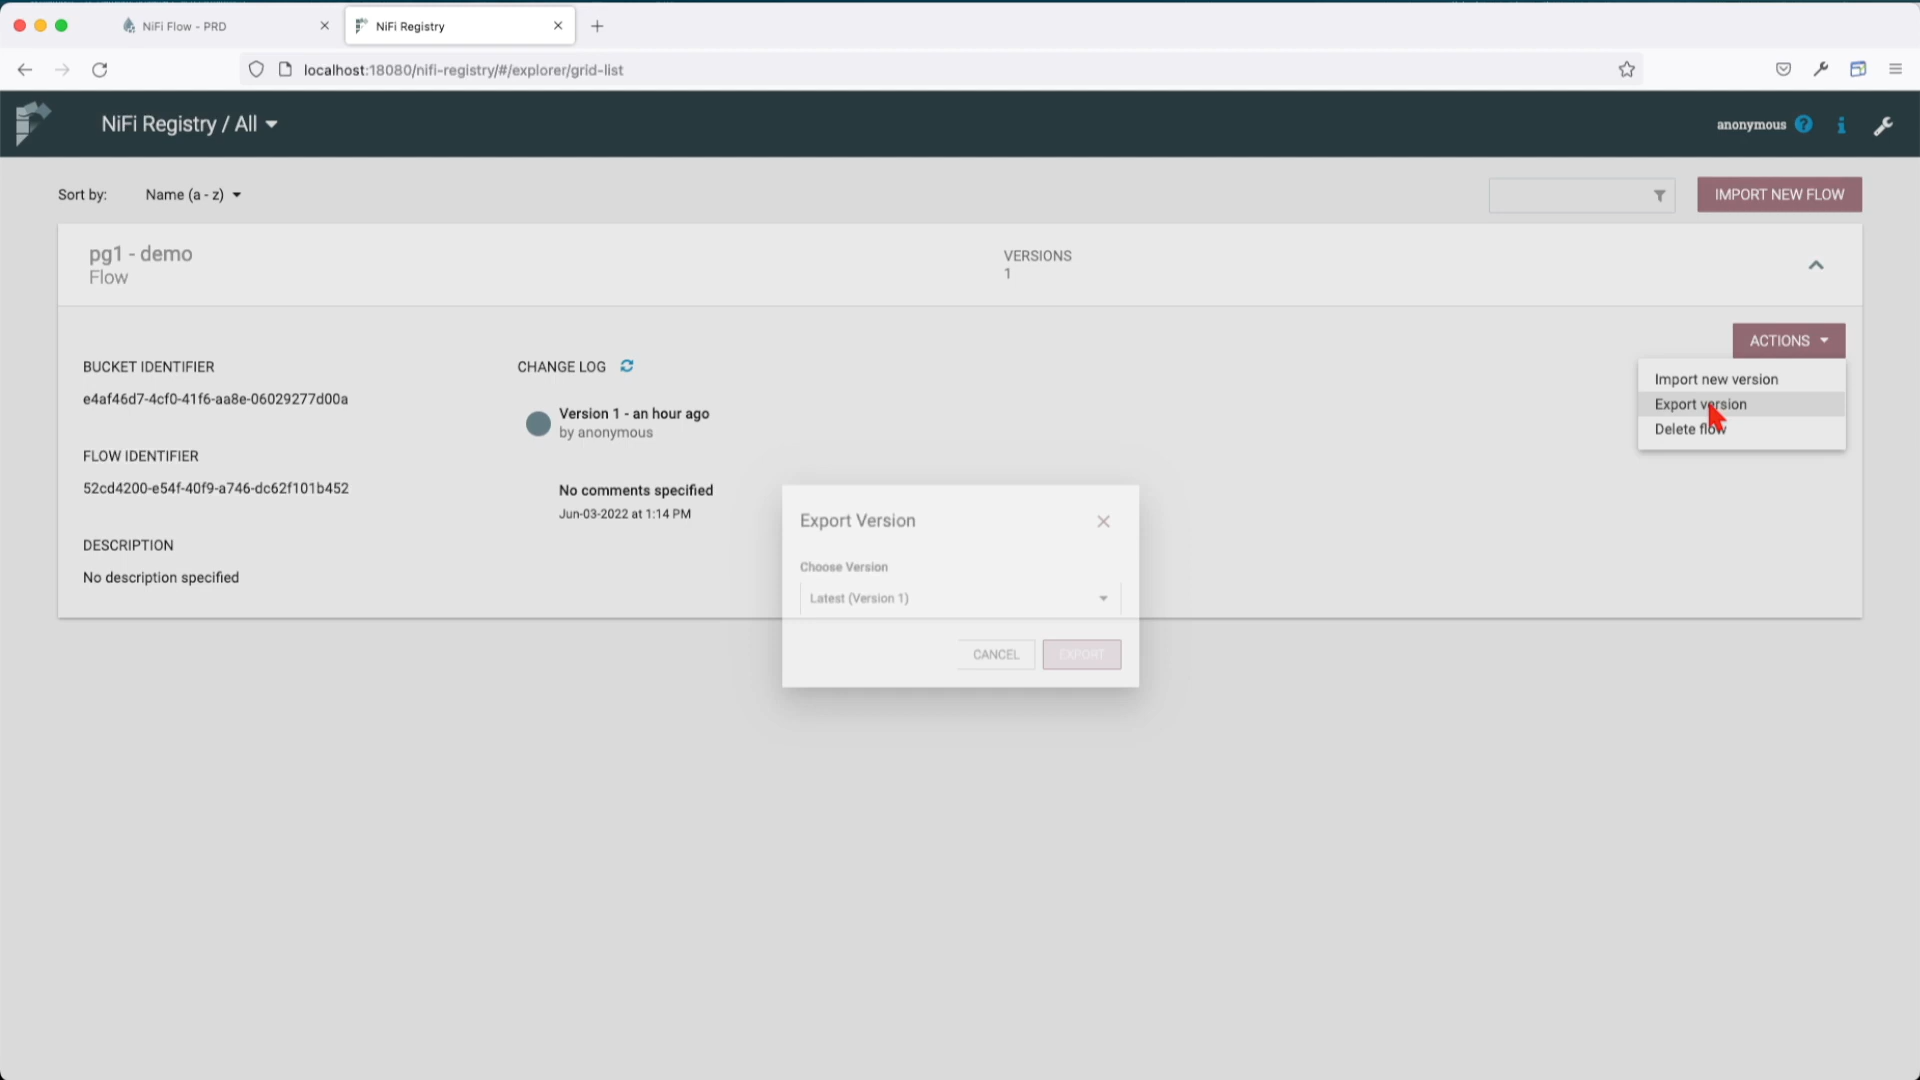 NiFi Flow - PRD
NiFi Registry
localhost:18080/nifi-registry/#/explorer/grid-list
NiFi Registry / All
anonymous
Sort by:
Name (a - z)
IMPORT NEW FLOW
pg1 - demo
Flow
VERSIONS
1
ACTIONS
Import new version
Export version
Delete flow
BUCKET IDENTIFIER
e4af46d7-4cf0-41f6-aa8e-06029277d00a
FLOW IDENTIFIER
52cd4200-e54f-40f9-a746-dc62f101b452
DESCRIPTION
No description specified
CHANGE LOG
Version 1 - an hour ago
by anonymous
No comments specified
Jun-03-2022 at 1:14 PM
Export Version
Choose Version
Latest (Version 1)
CANCEL
EXPORT